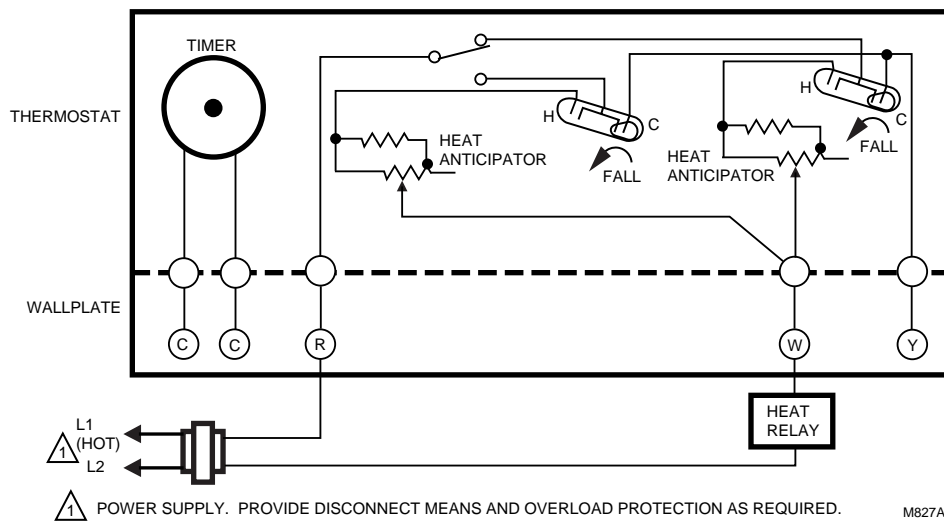 TIMER
THERMOSTAT
H
C
HEAT
ANTICIPATOR
FALL
H
C
HEAT
ANTICIPATOR
FALL
WALLPLATE
C
C
R
W
Y
L1
(HOT)
1
L2
HEAT
RELAY
1 POWER SUPPLY. PROVIDE DISCONNECT MEANS AND OVERLOAD PROTECTION AS REQUIRED.
M827A